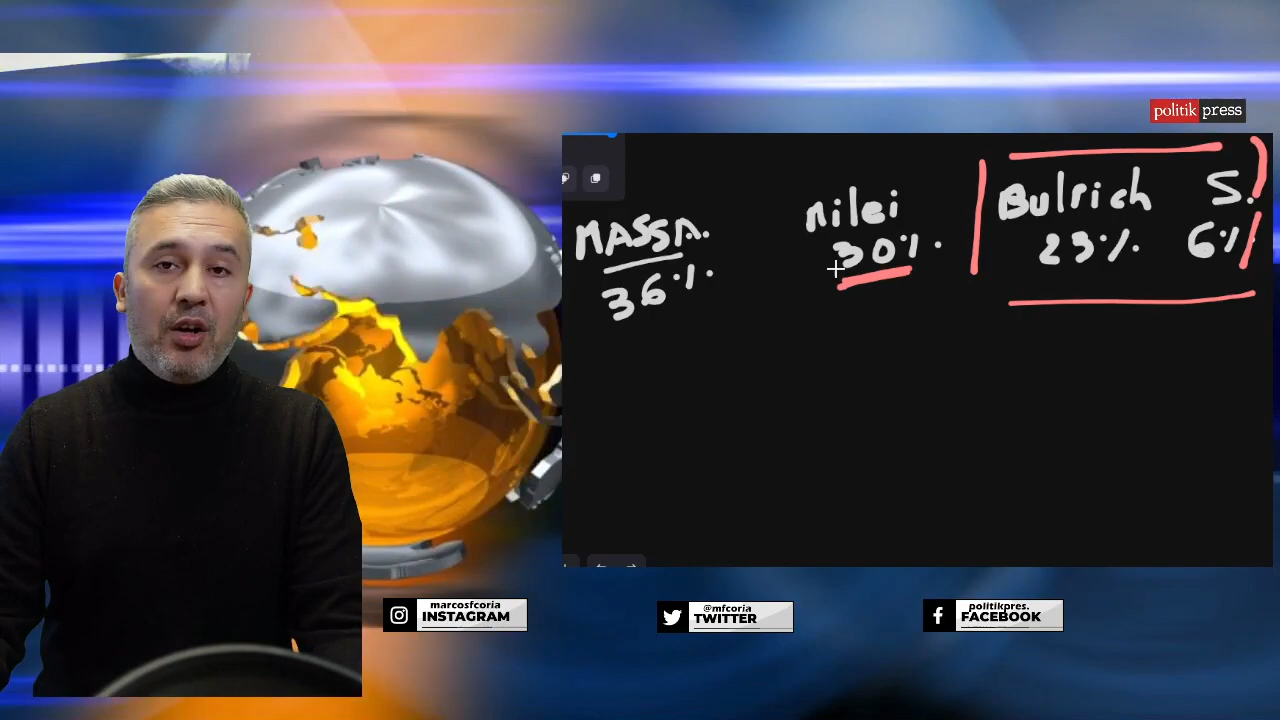 politik press
MASSA.
36%.
Milei
30%.
Bulrich
23%.
S.
6%
marcosfcoria
INSTAGRAM
@mfcoria
TWITTER
politikpres.
FACEBOOK